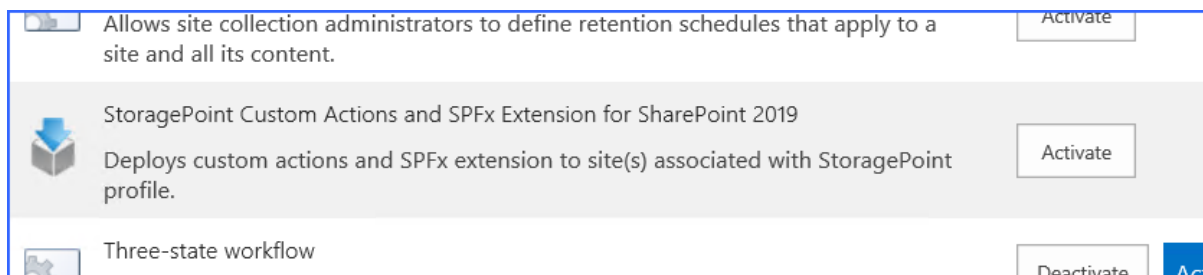 Allows site collection administrators to define retention schedules that apply to a
site and all its content.
Activate
StoragePoint Custom Actions and SPFx Extension for SharePoint 2019
Deploys custom actions and SPFx extension to site(s) associated with StoragePoint
profile.
Activate
Three-state workflow
Deactivate